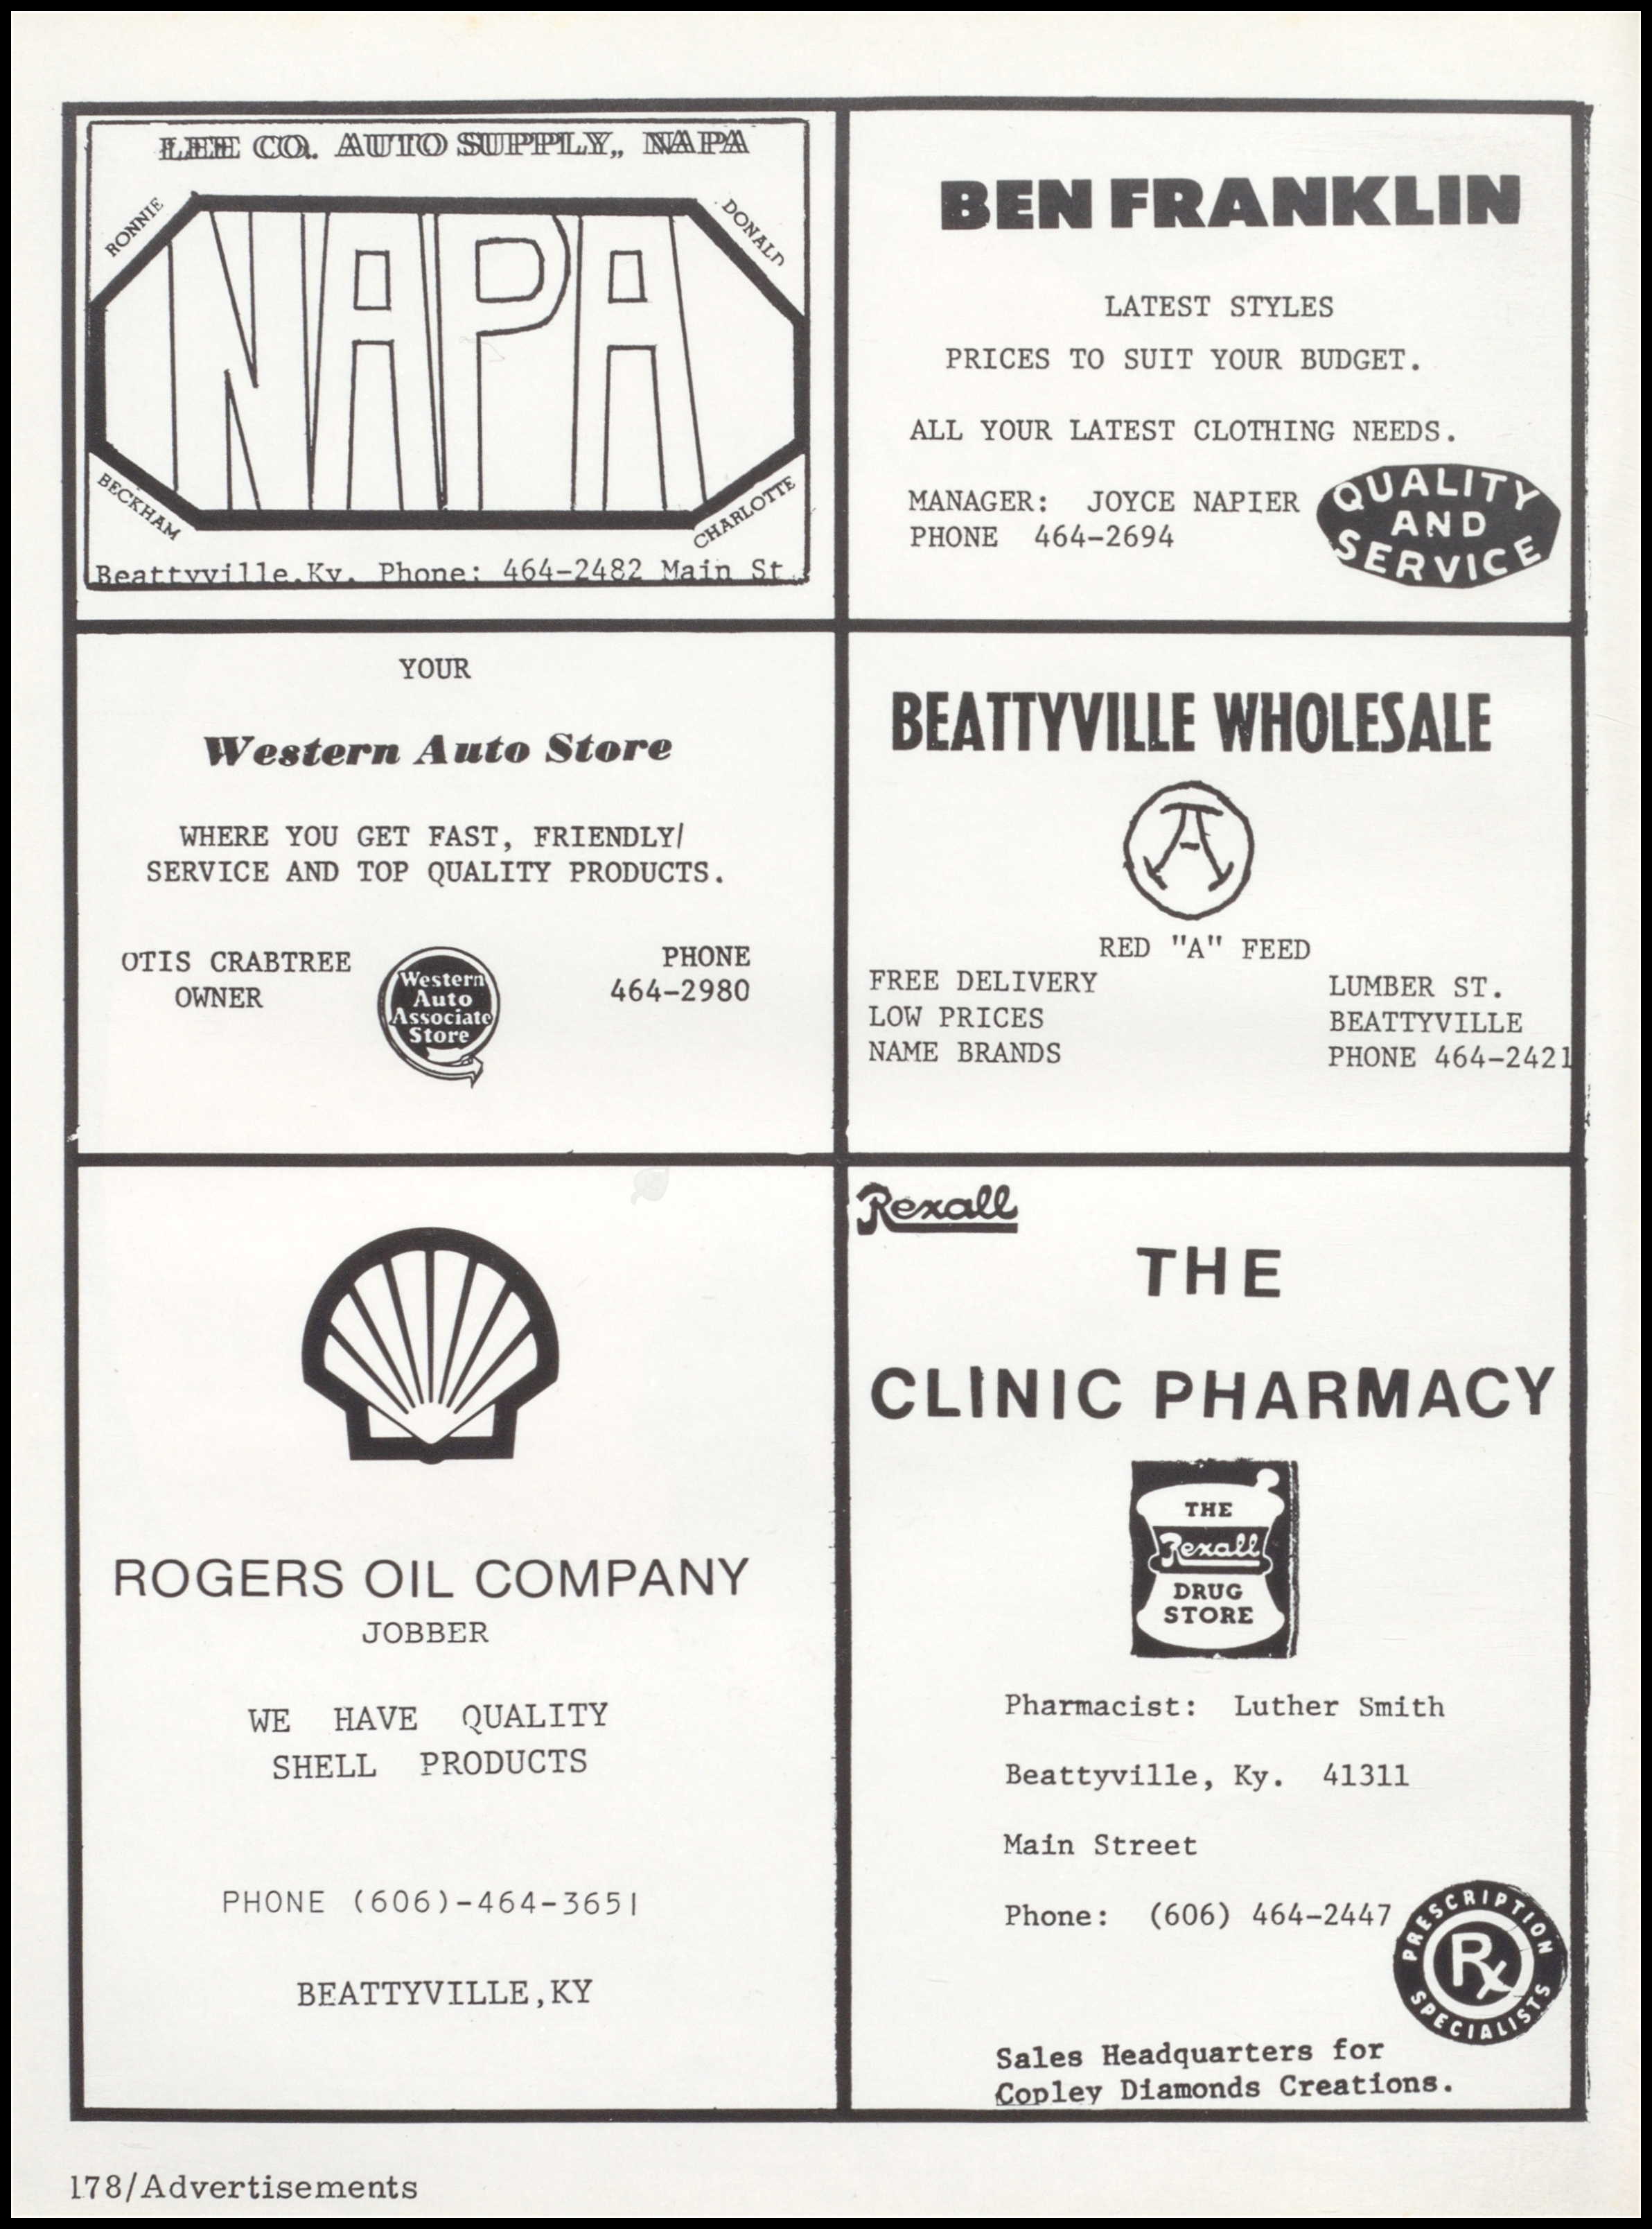 LEE CO. AUTO SUPPLY, NAPA
RONNIE
DONALD
NAPA
BECKHAM
CHARLOTTE
Beattyville,Ky. Phone: 464-2482 Main St.
BEN FRANKLIN
LATEST STYLES
PRICES TO SUIT YOUR BUDGET.
ALL YOUR LATEST CLOTHING NEEDS.
MANAGER: JOYCE NAPIER
PHONE 464-2694
QUALITY
AND
SERVICE
YOUR
Western Auto Store
WHERE YOU GET FAST, FRIENDLY/
SERVICE AND TOP QUALITY PRODUCTS.
OTIS CRABTREE
OWNER
Western
Auto
Associate
Store
PHONE
464-2980
BEATTYVILLE WHOLESALE
A
RED "A" FEED
FREE DELIVERY
LOW PRICES
NAME BRANDS
LUMBER ST.
BEATTYVILLE
PHONE 464-2421
ROGERS OIL COMPANY
JOBBER
WE HAVE QUALITY
SHELL PRODUCTS
PHONE (606)-464-3651
BEATTYVILLE,KY
Rexall
THE
CLINIC PHARMACY
THE
Rexall
DRUG
STORE
Pharmacist: Luther Smith
Beattyville, Ky. 41311
Main Street
Phone: (606) 464-2447
PRESCRIPTION
Rx
SPECIALISTS
Sales Headquarters for
Copley Diamonds Creations.
178/Advertisements